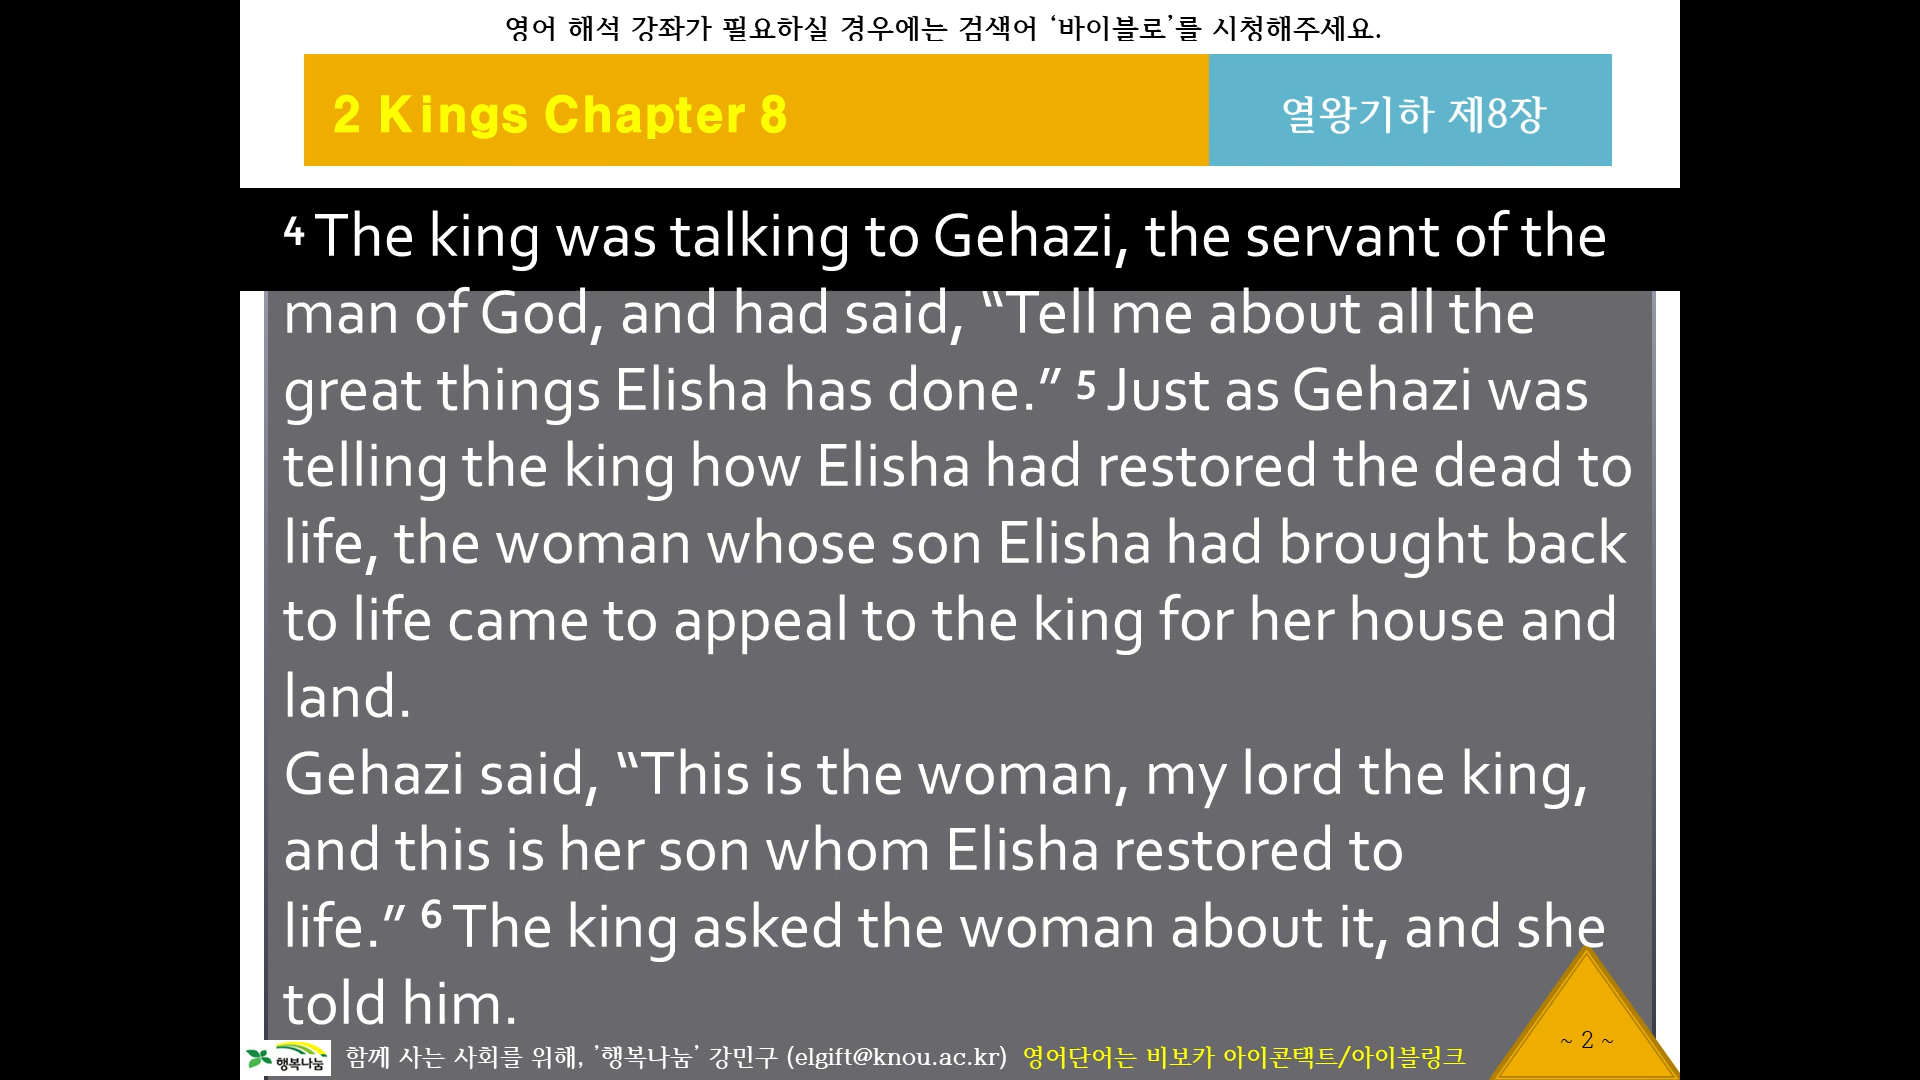 영어 해석 강좌가 필요하실 경우에는 검색어 ‘바이블로’를 시청해주세요.
2 Kings Chapter 8
열왕기하 제8장
4 The king was talking to Gehazi, the servant of the
man of God, and had said, “Tell me about all the
great things Elisha has done.” 5 Just as Gehazi was
telling the king how Elisha had restored the dead to
life, the woman whose son Elisha had brought back
to life came to appeal to the king for her house and
land.
Gehazi said, “This is the woman, my lord the king,
and this is her son whom Elisha restored to
life.” 6 The king asked the woman about it, and she
told him.
~ 2 ~
행복나눔
함께 사는 사회를 위해, ’행복나눔’ 강민구 (elgift@knou.ac.kr) 영어단어는 비보카 아이콘택트/아이블링크